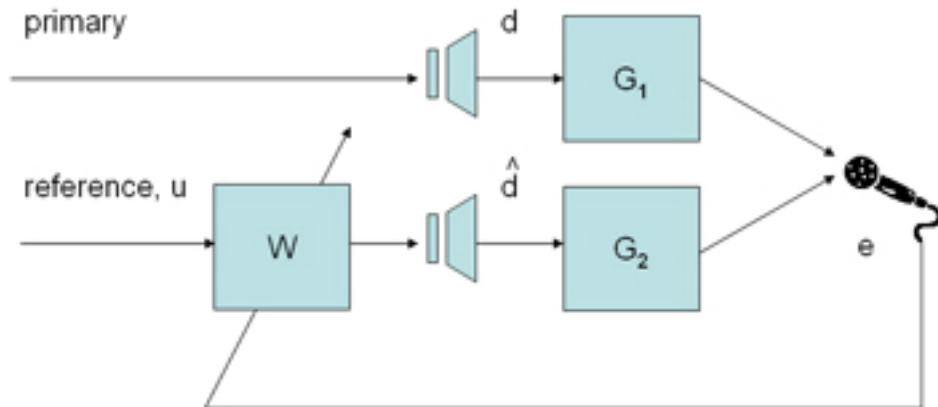 primary
d
G₁
reference, u
W
d̂
G₂
e